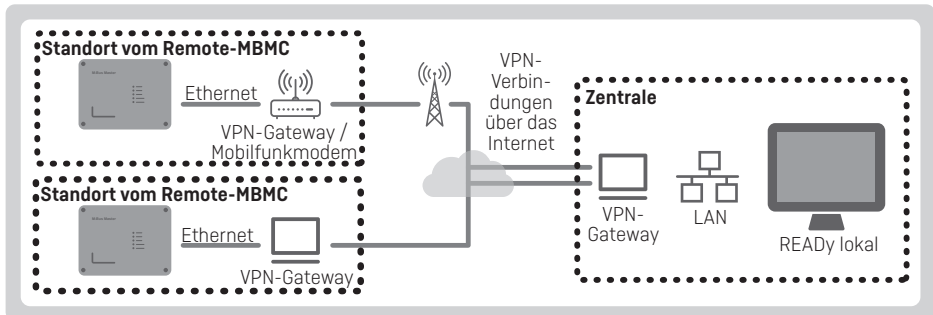 Standort vom Remote-MBMC
Ethernet
VPN-Gateway /
Mobilfunkmodem
Standort vom Remote-MBMC
Ethernet
VPN-Gateway
VPN-
Verbin-
dungen
über das
Internet
Zentrale
VPN-
Gateway
LAN
READy lokal